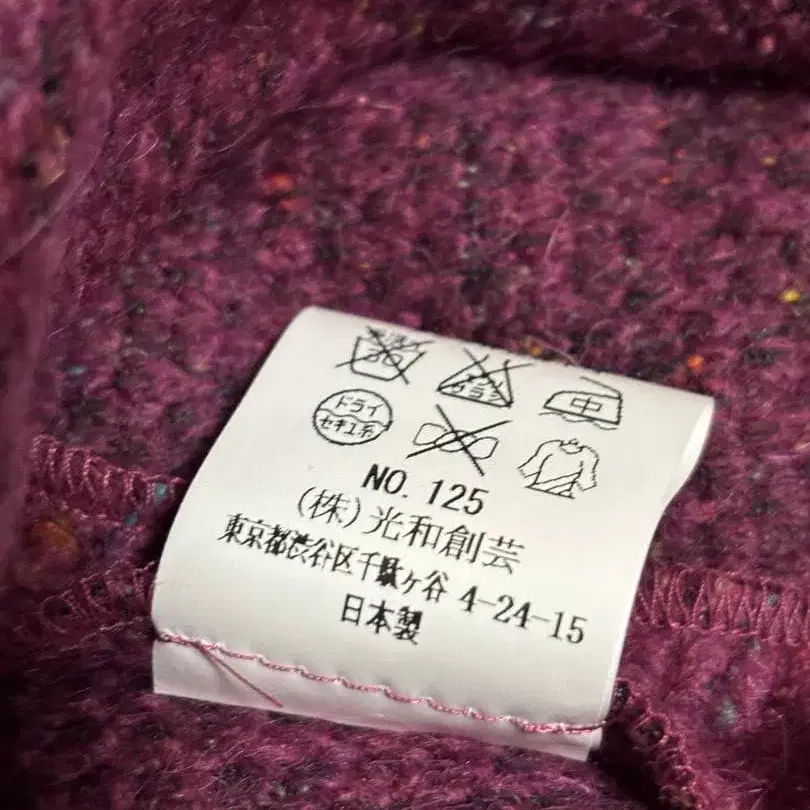 中
ドライ
セキユ系
NO. 125
(株)光和創芸
東京都渋谷区千駄ヶ谷 4-24-15
日本製